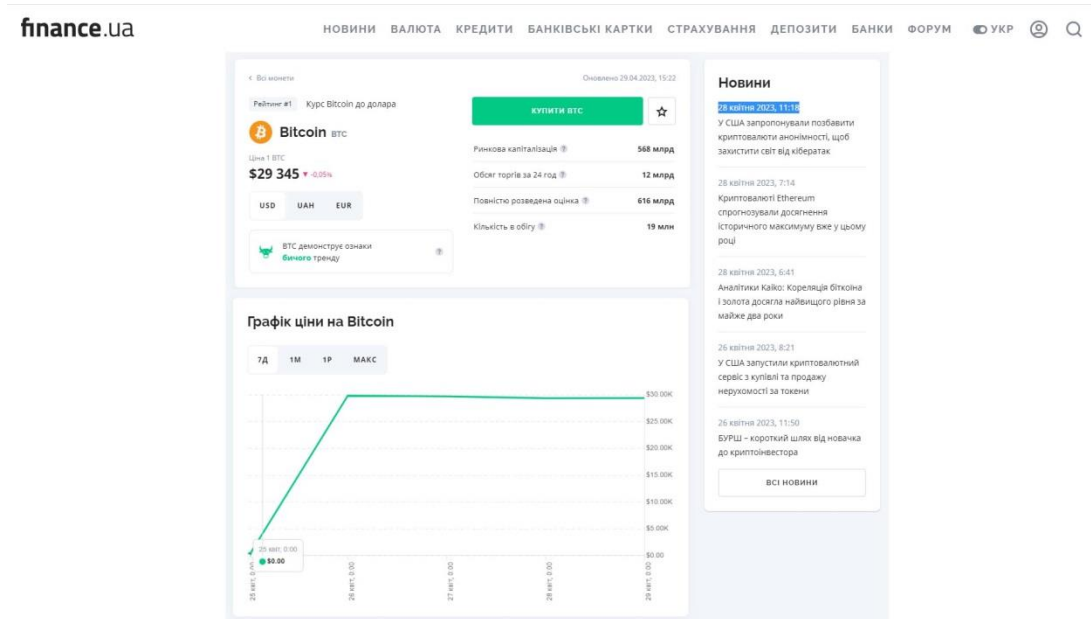 finance.ua
НОВИНИ ВАЛЮТА КРЕДИТИ БАНКІВСЬКІ КАРТКИ СТРАХУВАННЯ ДЕПОЗИТИ БАНКИ ФОРУМ УКР
Всі монети
Оновлено 29.04.2023, 15:22
Рейтинг #1 Курс Bitcoin до долара
Bitcoin BTC
Ціна 1 BTC
$29 345 ▼ -0,05%
USD UAH EUR
BTC демонструє ознаки
бичого тренду
КУПИТИ BTC
Ринкова капіталізація ? 568 млрд
Обсяг торгів за 24 год ? 12 млрд
Повністю розведена оцінка ? 616 млрд
Кількість в обігу ? 19 млн
Графік ціни на Bitcoin
7Д 1М 1Р МАКС
$30.00K
$25.00K
$20.00K
$15.00K
$10.00K
$5.00K
$0.00
25 квіт, 0:00
$0.00
25 квіт, 0:00
26 квіт, 0:00
27 квіт, 0:00
28 квіт, 0:00
29 квіт, 0:00
Новини
28 квітня 2023, 11:18
У США запропонували позбавити
криптовалюти анонімності, щоб
захистити світ від кібератак
28 квітня 2023, 7:14
Криптовалюті Ethereum
спрогнозували досягнення
історичного максимуму вже у цьому
році
28 квітня 2023, 6:41
Аналітики Kaiko: Кореляція біткоіна
і золота досягла найвищого рівня за
майже два роки
26 квітня 2023, 8:21
У США запустили криптовалютний
сервіс з купівлі та продажу
нерухомості за токени
26 квітня 2023, 11:50
БУРШ – короткий шлях від новачка
до криптоінвестора
ВСІ НОВИНИ